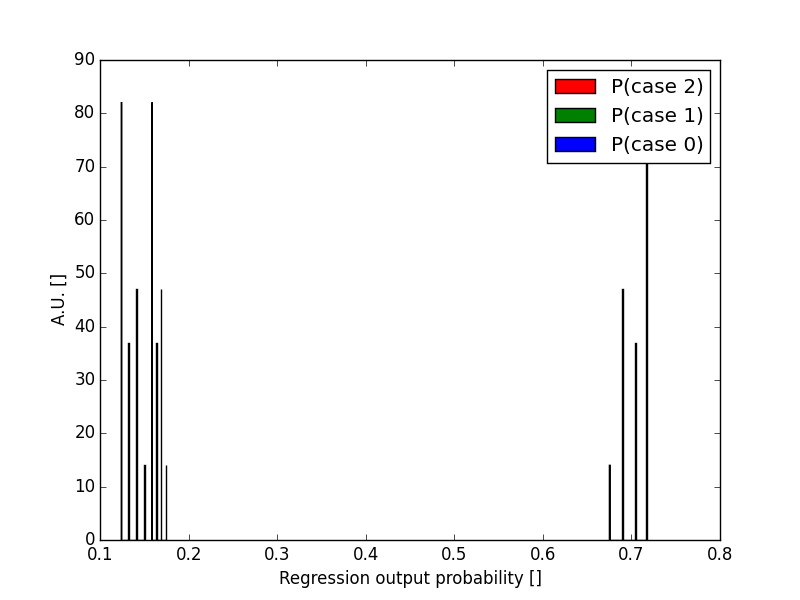 90
80
70
60
50
40
30
20
10
0
A.U. []
P(case 2)
P(case 1)
P(case 0)
0.1 0.2 0.3 0.4 0.5 0.6 0.7 0.8
Regression output probability []